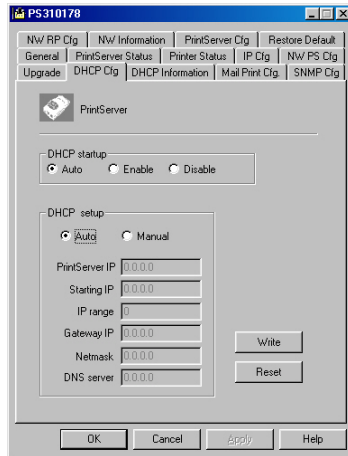 PS310178
NW RP Cfg NW Information PrintServer Cfg Restore Default
General PrintServer Status Printer Status IP Cfg NW PS Cfg
Upgrade DHCP Cfg DHCP Information Mail Print Cfg. SNMP Cfg
PrintServer
DHCP startup
Auto Enable Disable
DHCP setup
Auto Manual
PrintServer IP 0.0.0.0
Starting IP 0.0.0.0
IP range 0
Gateway IP 0.0.0.0
Write
Netmask 0.0.0.0
Reset
DNS server 0.0.0.0
OK Cancel Apply Help